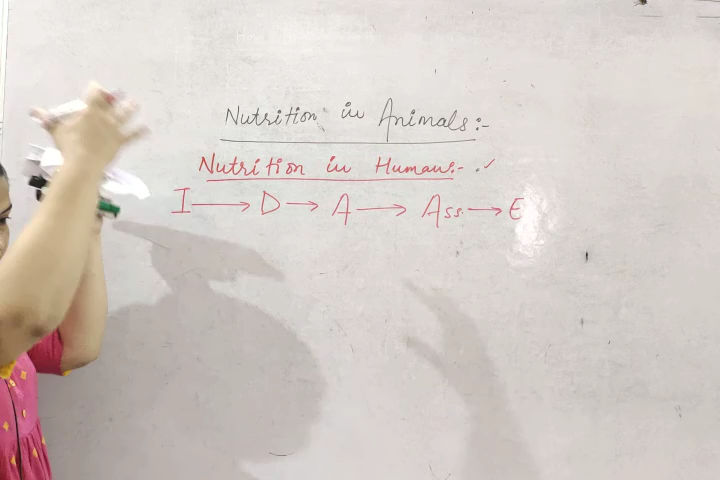 Nutrition in Animals:-
Nutrition in Humans:- ✓
I → D → A → Ass. → E